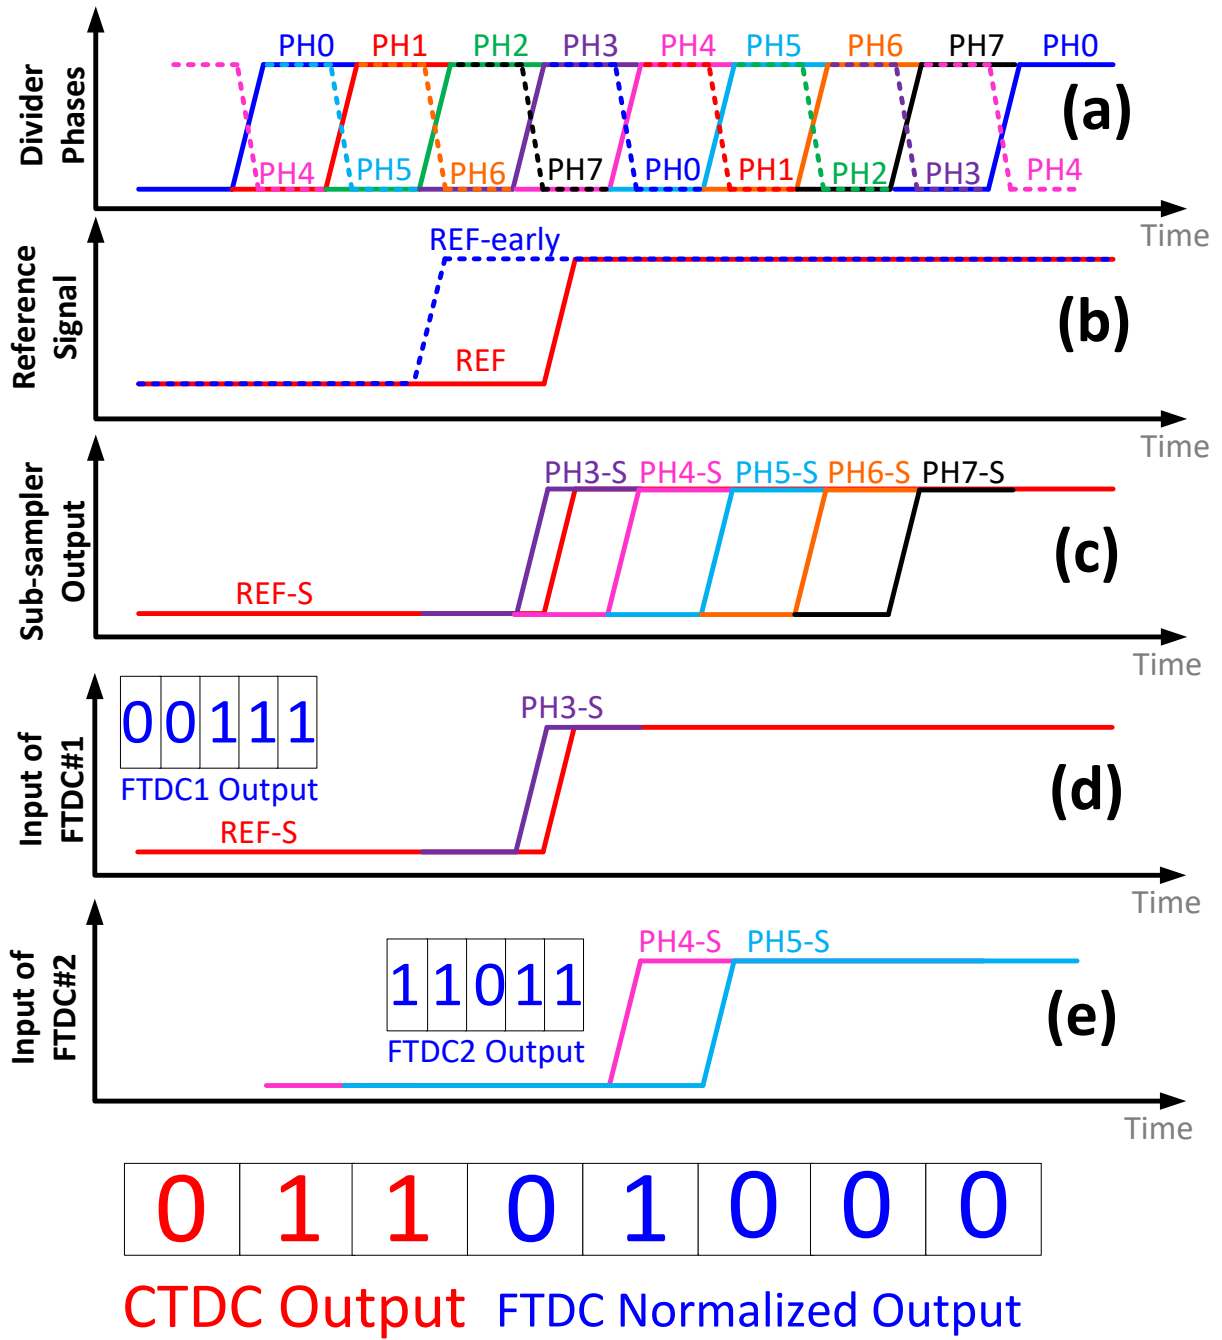 PH0 PH1 PH2 PH3 PH4 PH5 PH6 PH7 PH0
Divider
Phases
(a)
PH4 PH5 PH6 PH7 PH0 PH1 PH2 PH3 PH4
Time
REF-early
Reference
Signal
(b)
REF
Time
PH3-S PH4-S PH5-S PH6-S PH7-S
Sub-sampler
Output
(c)
REF-S
Time
0 0 1 1 1
FTDC1 Output
PH3-S
Input of
FTDC#1
(d)
REF-S
Time
PH4-S PH5-S
1 1 0 1 1
FTDC2 Output
Input of
FTDC#2
(e)
Time
0 1 1 0 1 0 0 0
CTDC Output FTDC Normalized Output